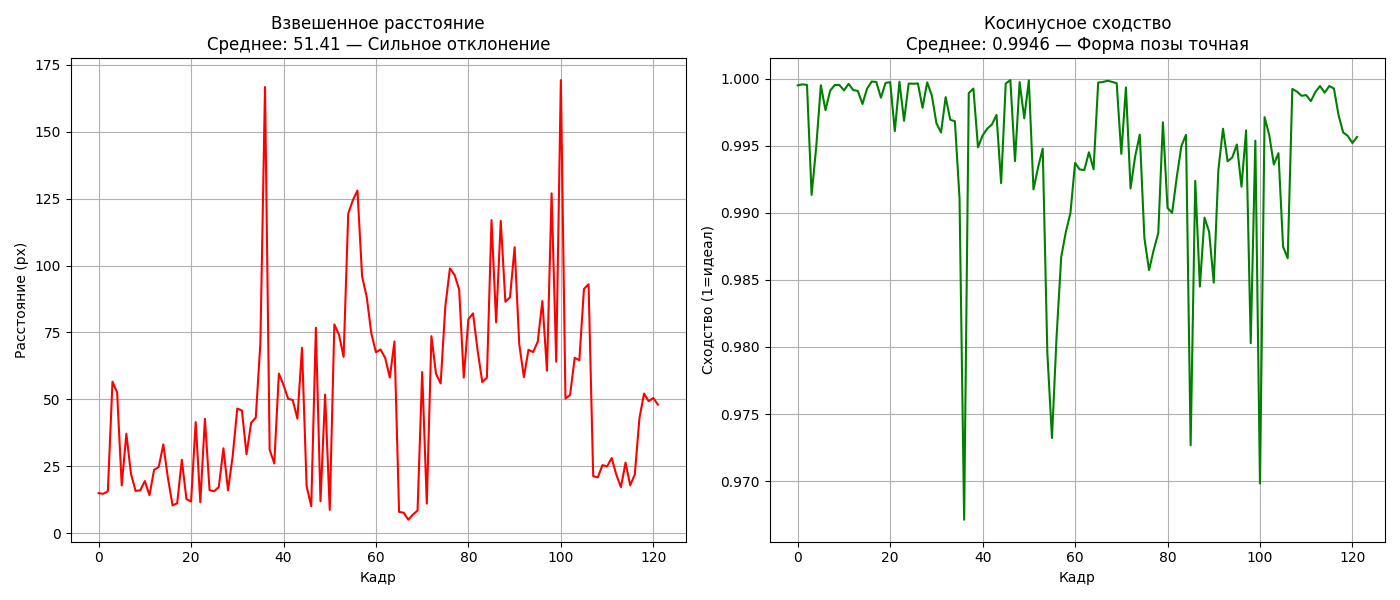 Взвешенное расстояние
Среднее: 51.41 — Сильное отклонение
175
150
125
100
75
50
25
0
Расстояние (px)
0 20 40 60 80 100 120
Кадр
Косинусное сходство
Среднее: 0.9946 — Форма позы точная
1.000
0.995
0.990
0.985
0.980
0.975
0.970
Сходство (1=идеал)
0 20 40 60 80 100 120
Кадр